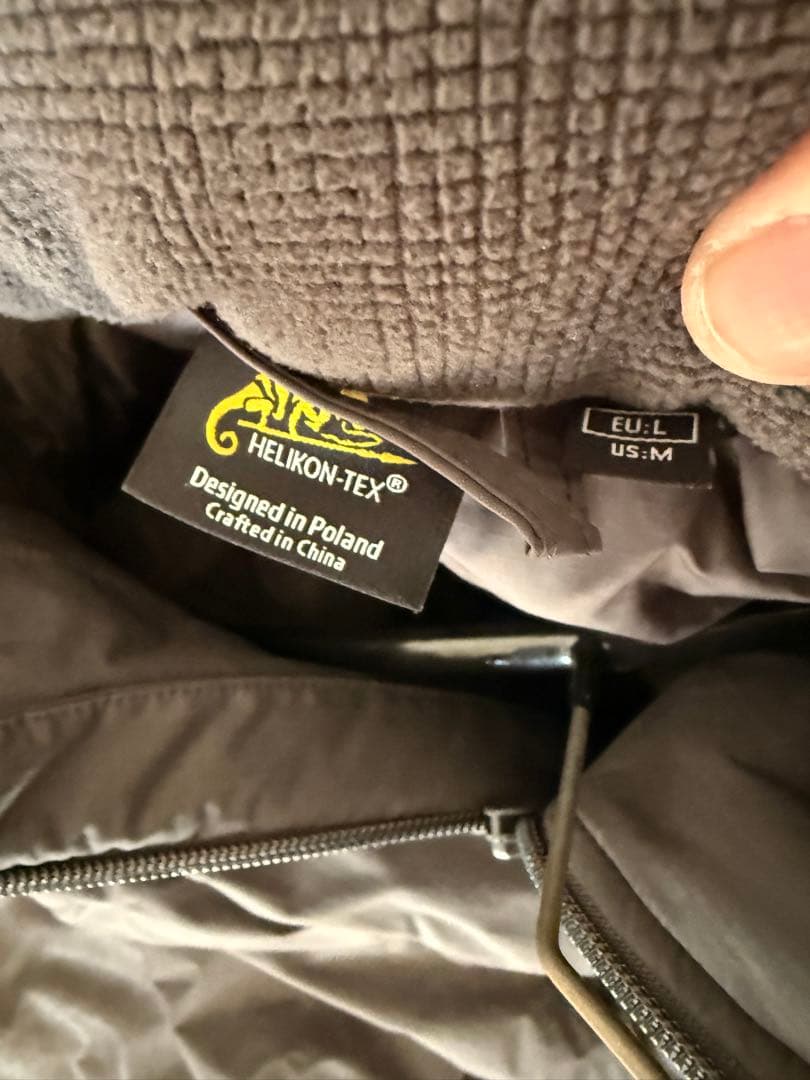 HELIKON-TEX®
Designed in Poland
Crafted in China
EU:L
US:M